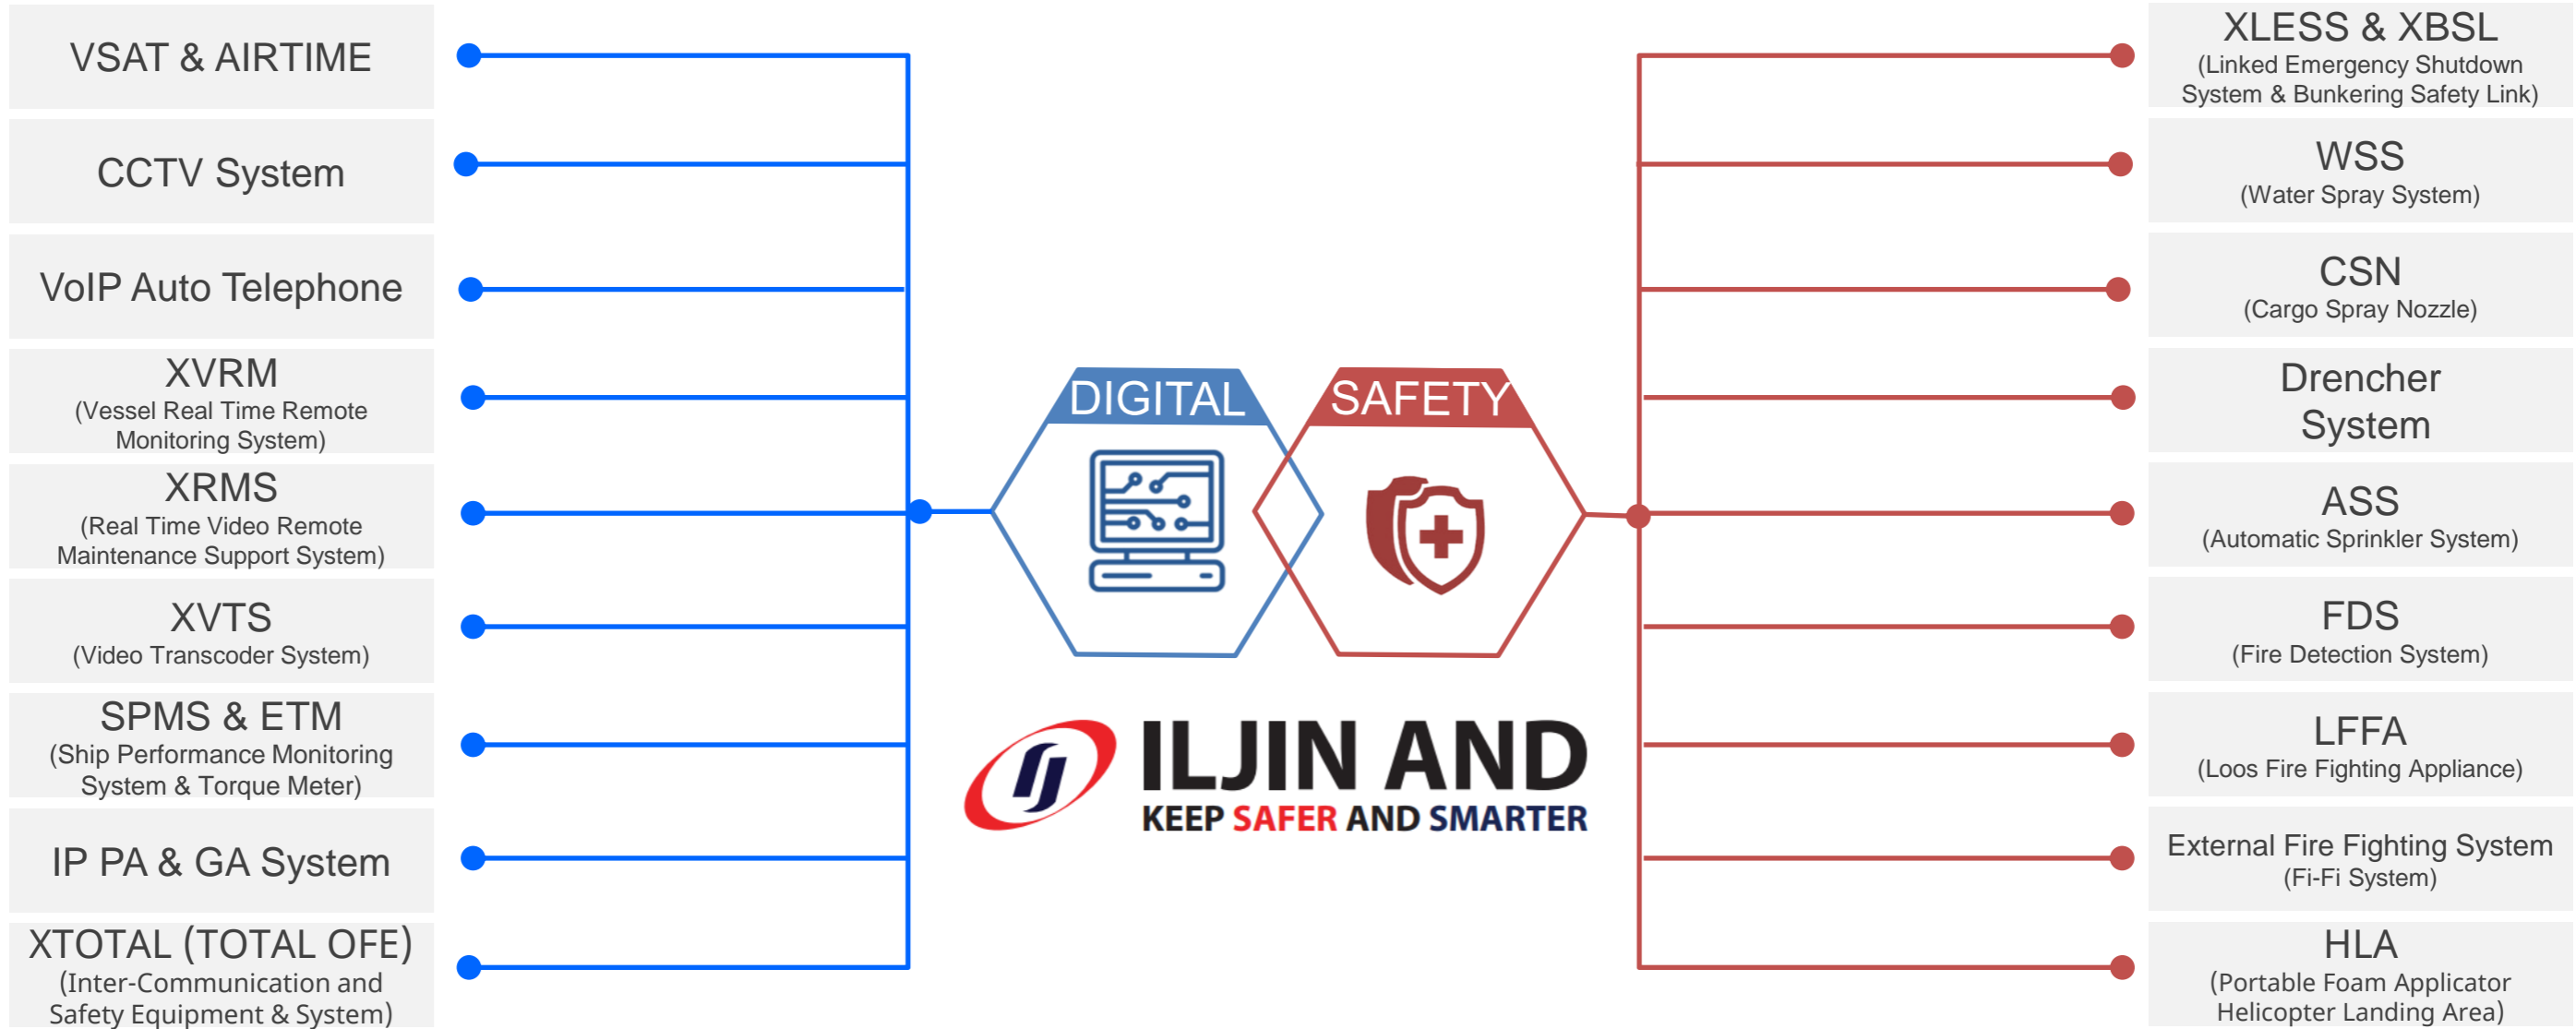 VSAT & AIRTIME
CCTV System
VoIP Auto Telephone
XVRM
(Vessel Real Time Remote
Monitoring System)
XRMS
(Real Time Video Remote
Maintenance Support System)
XVTS
(Video Transcoder System)
SPMS & ETM
(Ship Performance Monitoring
System & Torque Meter)
IP PA & GA System
XTOTAL (TOTAL OFE)
(Inter-Communication and
Safety Equipment & System)
DIGITAL
SAFETY
ILJIN AND
KEEP SAFER AND SMARTER
XLESS & XBSL
(Linked Emergency Shutdown
System & Bunkering Safety Link)
WSS
(Water Spray System)
CSN
(Cargo Spray Nozzle)
Drencher
System
ASS
(Automatic Sprinkler System)
FDS
(Fire Detection System)
LFFA
(Loos Fire Fighting Appliance)
External Fire Fighting System
(Fi-Fi System)
HLA
(Portable Foam Applicator
Helicopter Landing Area)